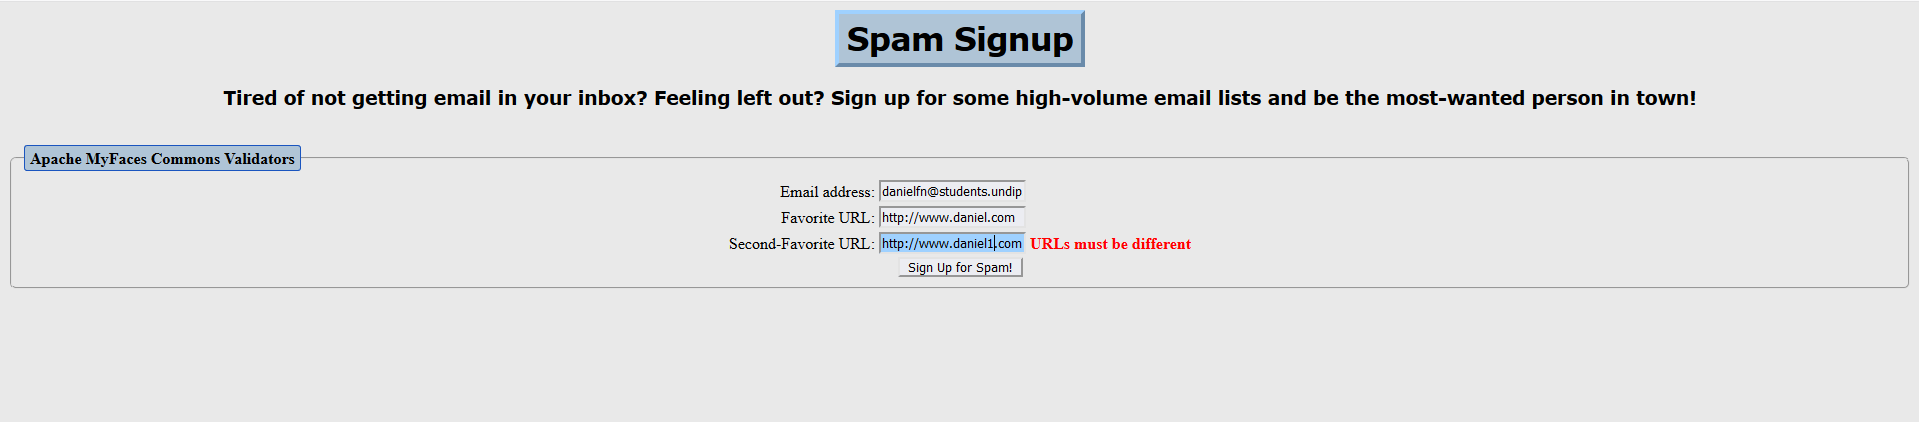 Spam Signup
Tired of not getting email in your inbox? Feeling left out? Sign up for some high-volume email lists and be the most-wanted person in town!
Apache MyFaces Commons Validators
Email address: danielfn@students.undip
Favorite URL: http://www.daniel.com
Second-Favorite URL: http://www.daniel1.com URLs must be different
Sign Up for Spam!